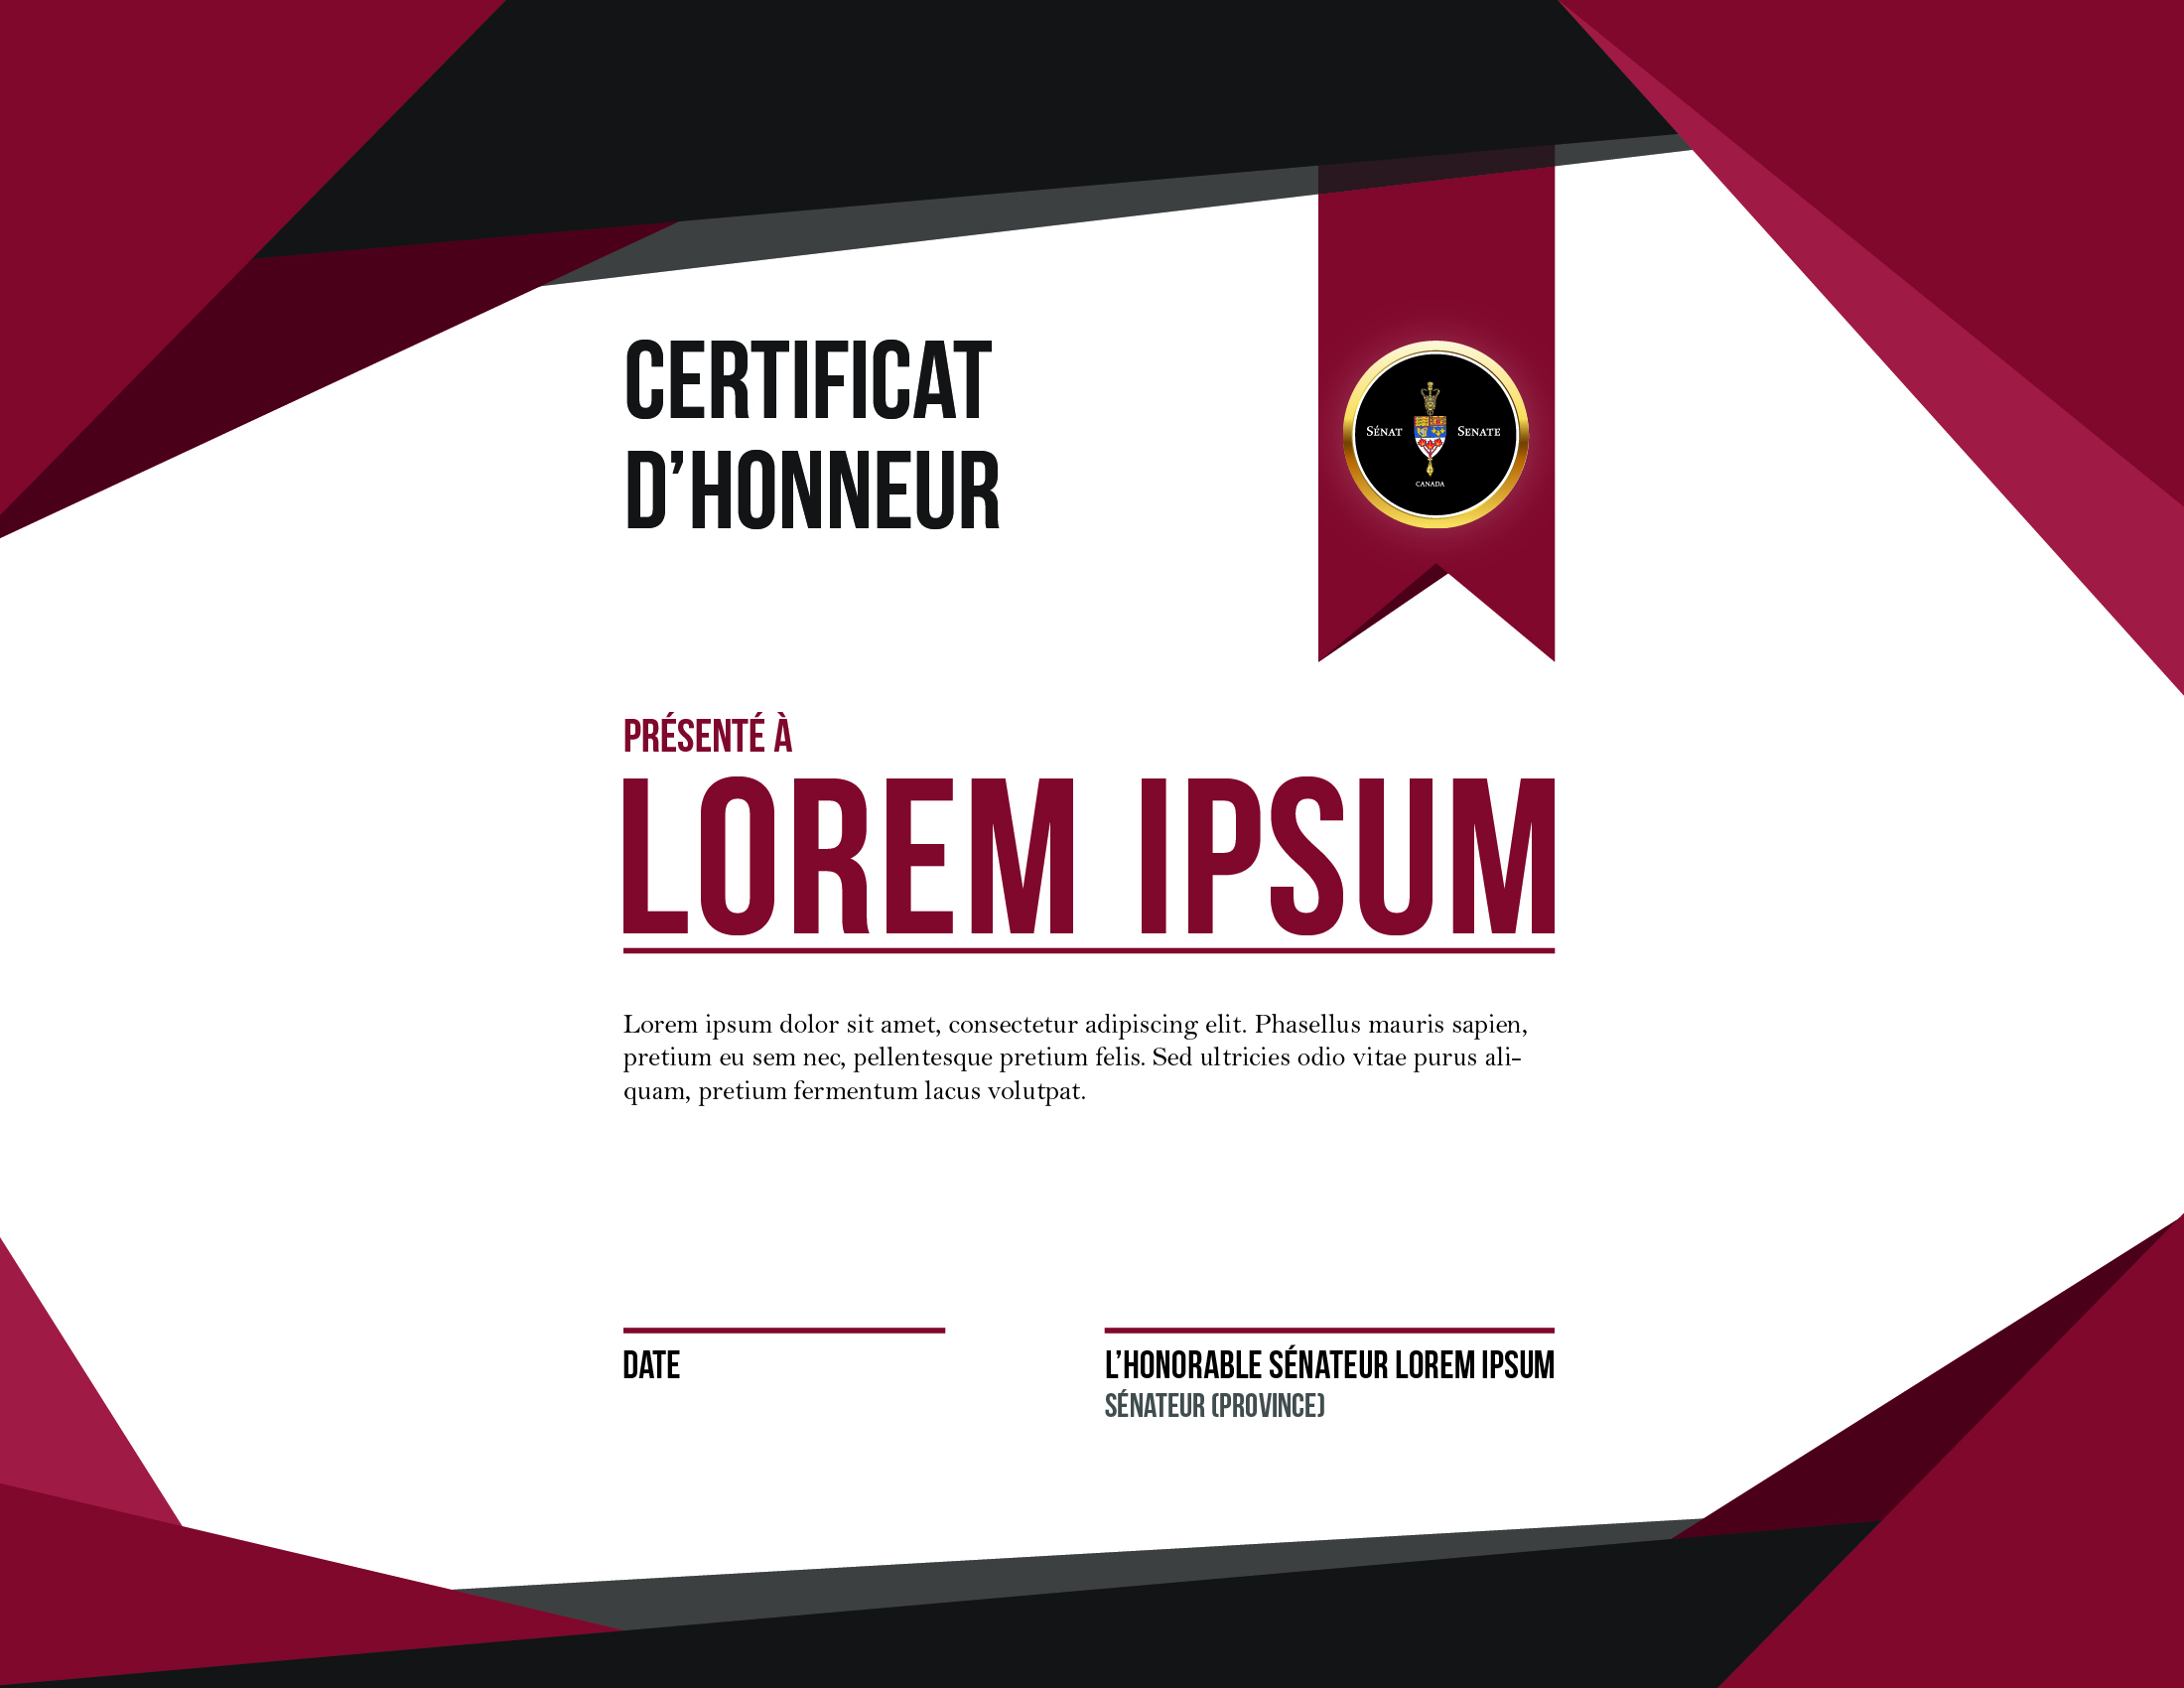 CERTIFICAT
D’HONNEUR
SÉNAT SENATE
CANADA
PRÉSENTÉ À
LOREM IPSUM
Lorem ipsum dolor sit amet, consectetur adipiscing elit. Phasellus mauris sapien,
pretium eu sem nec, pellentesque pretium felis. Sed ultricies odio vitae purus ali-
quam, pretium fermentum lacus volutpat.
DATE
L’HONORABLE SÉNATEUR LOREM IPSUM
SÉNATEUR (PROVINCE)